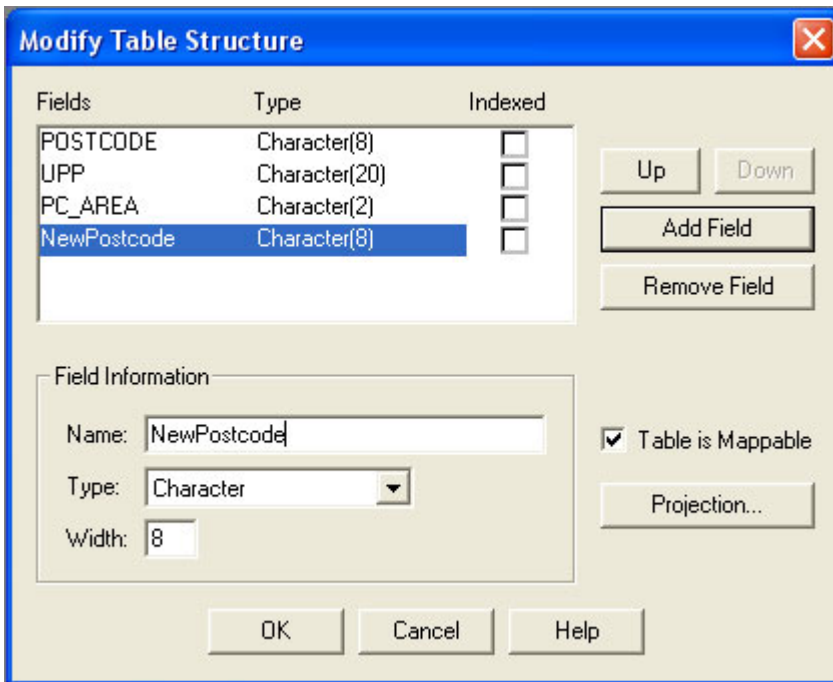 Modify Table Structure
Fields Type Indexed
POSTCODE Character(8)
UPP Character(20)
PC_AREA Character(2)
NewPostcode Character(8)
Up Down
Add Field
Remove Field
Field Information
Name: NewPostcode
Type: Character
Width: 8
Table is Mappable
Projection...
OK Cancel Help